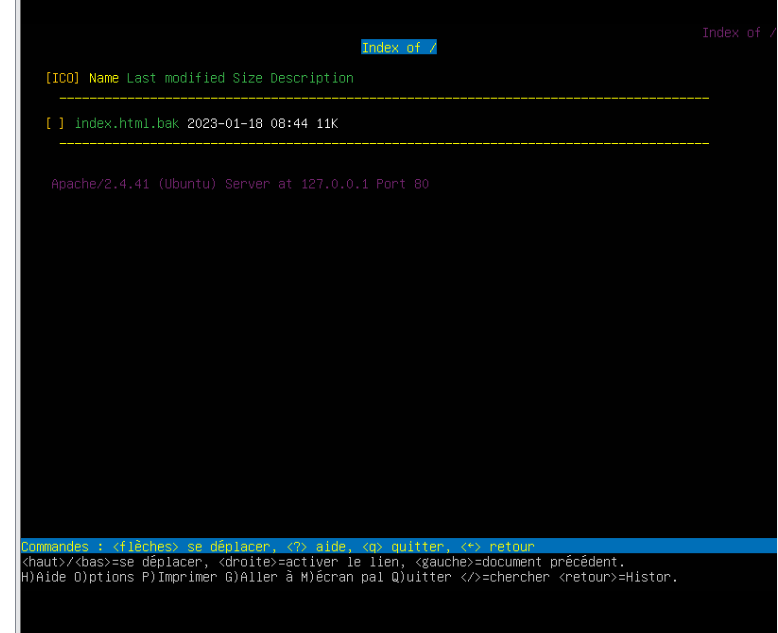 Index of /
Index of /
[ICO] Name Last modified Size Description
[ ] index.html.bak 2023-01-18 08:44 11K
Apache/2.4.41 (Ubuntu) Server at 127.0.0.1 Port 80
Commandes : <flèches> se déplacer, <?> aide, <q> quitter, <←> retour
<haut>/<bas>=se déplacer, <droite>=activer le lien, <gauche>=document précédent.
H)Aide O)ptions P)Imprimer G)Aller à M)écran pal Q)uitter </>=chercher <retour>=Histor.